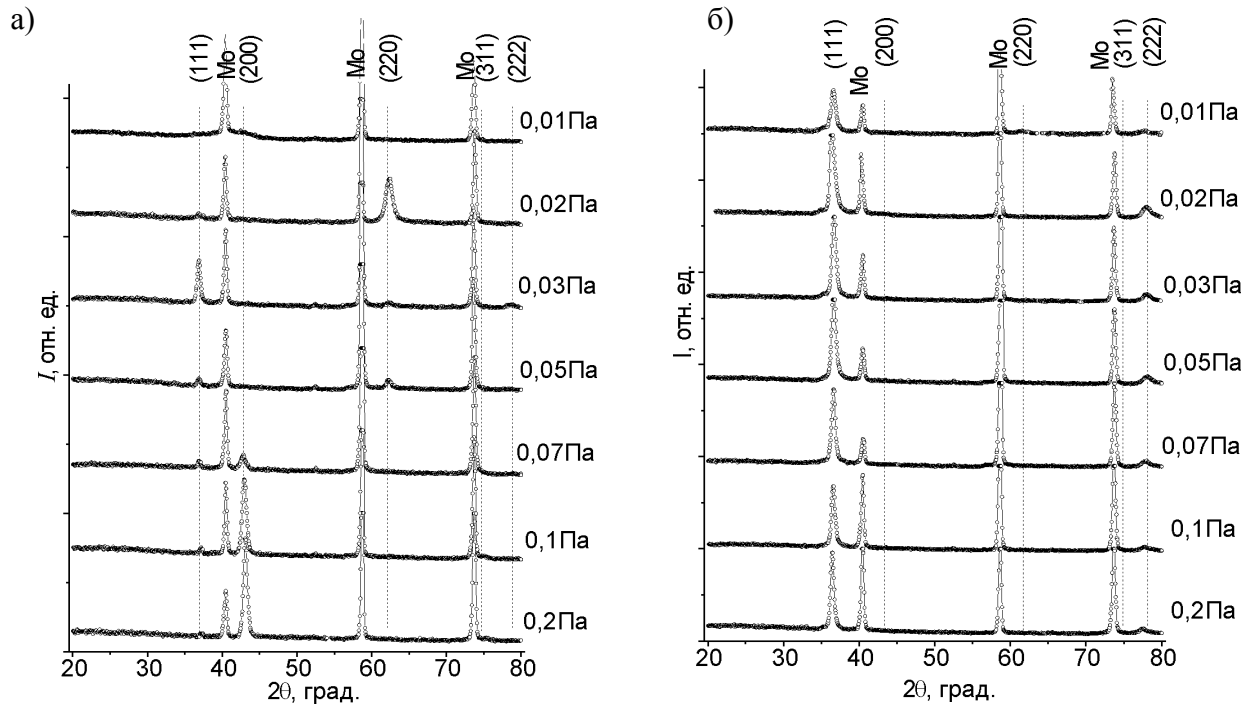 а)
(111)
Mo
(200)
Mo
(220)
Mo
(311)
(222)
0,01Па
0,02Па
0,03Па
0,05Па
0,07Па
0,1Па
0,2Па
I, отн. ед.
20 30 40 50 60 70 80
2θ, град.
б)
(111)
Mo
(200)
Mo
(220)
Mo
(311)
(222)
0,01Па
0,02Па
0,03Па
0,05Па
0,07Па
0,1Па
0,2Па
I, отн. ед.
20 30 40 50 60 70 80
2θ, град.